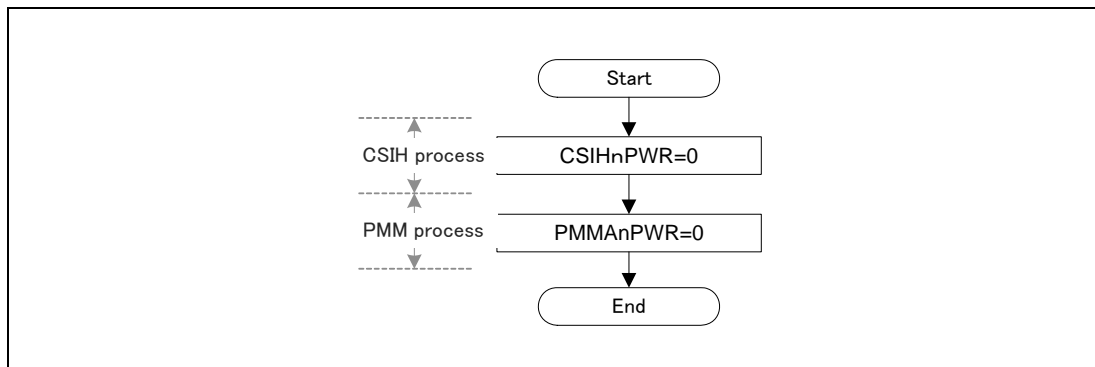 Start
CSIH process
CSIHnPWR=0
PMM process
PMMAnPWR=0
End